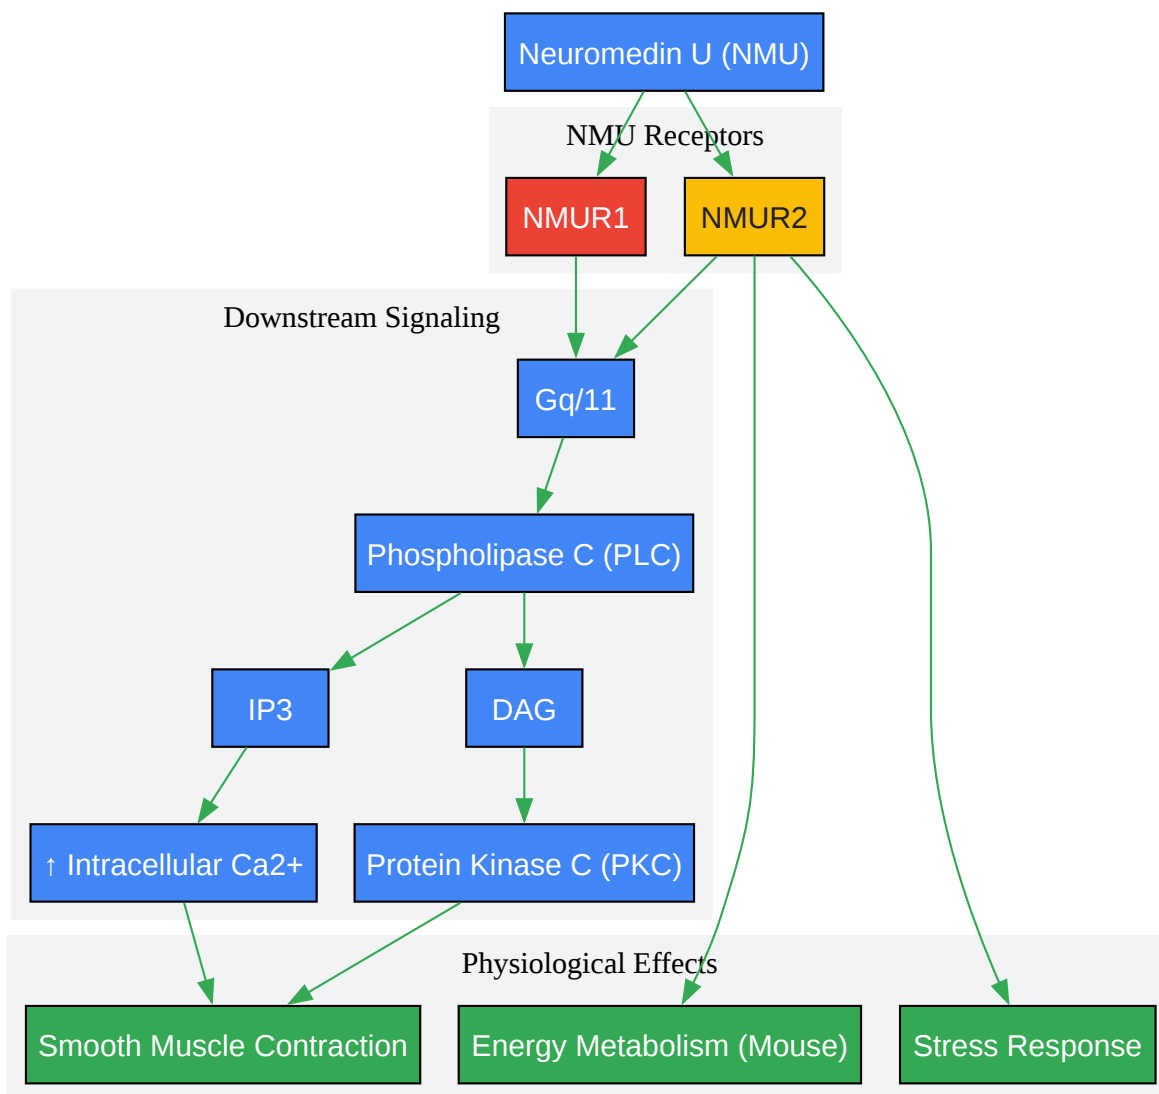 Neuromedin U (NMU)
NMU Receptors
NMUR1
NMUR2
Downstream Signaling
Gq/11
Phospholipase C (PLC)
IP3
DAG
↑ Intracellular Ca2+
Protein Kinase C (PKC)
Physiological Effects
Smooth Muscle Contraction
Energy Metabolism (Mouse)
Stress Response